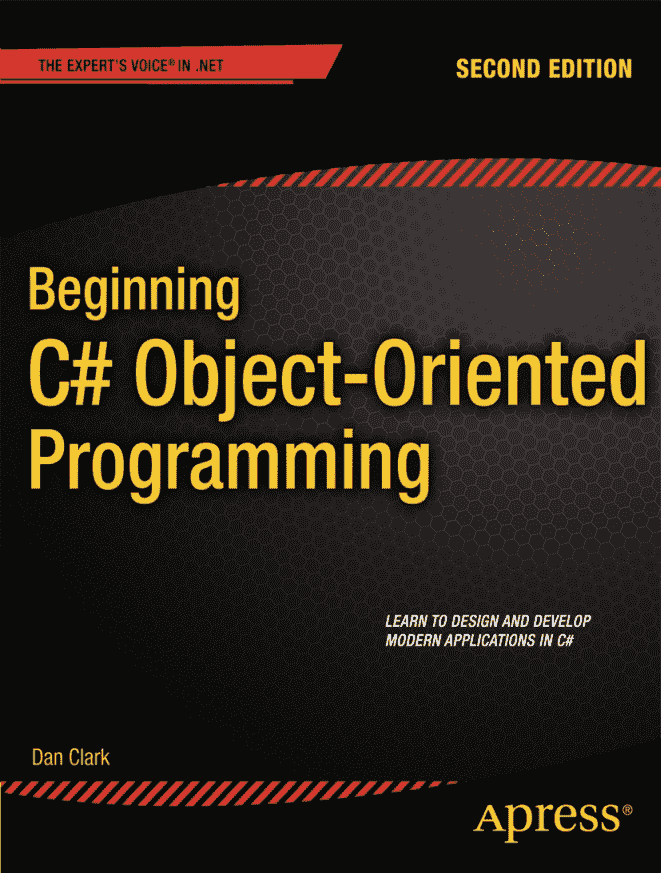 THE EXPERT'S VOICE® IN .NET
SECOND EDITION
Beginning
C# Object-Oriented
Programming
LEARN TO DESIGN AND DEVELOP
MODERN APPLICATIONS IN C#
Dan Clark
Apress®